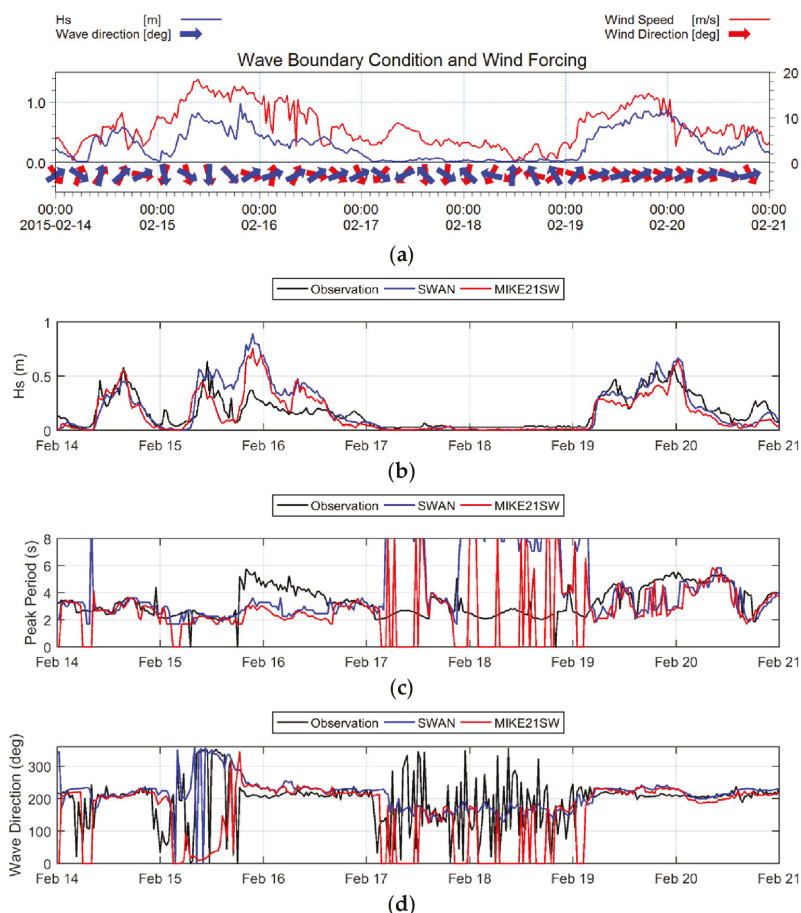 Hs [m]
Wave direction [deg]
Wind Speed [m/s]
Wind Direction [deg]
Wave Boundary Condition and Wind Forcing
1.0
0.0
20
10
0
00:00 00:00 00:00 00:00 00:00 00:00 00:00 00:00
2015-02-14 02-15 02-16 02-17 02-18 02-19 02-20 02-21
(a)
Observation SWAN MIKE21SW
Hs (m)
1
0.5
0
Feb 14 Feb 15 Feb 16 Feb 17 Feb 18 Feb 19 Feb 20 Feb 21
(b)
Observation SWAN MIKE21SW
Peak Period (s)
8
6
4
2
0
Feb 14 Feb 15 Feb 16 Feb 17 Feb 18 Feb 19 Feb 20 Feb 21
(c)
Observation SWAN MIKE21SW
Wave Direction (deg)
300
200
100
0
Feb 14 Feb 15 Feb 16 Feb 17 Feb 18 Feb 19 Feb 20 Feb 21
(d)